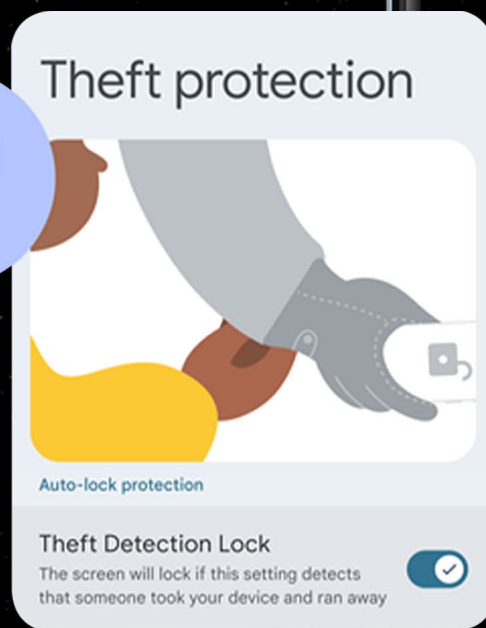 Theft protection
Auto-lock protection
Theft Detection Lock
The screen will lock if this setting detects
that someone took your device and ran away